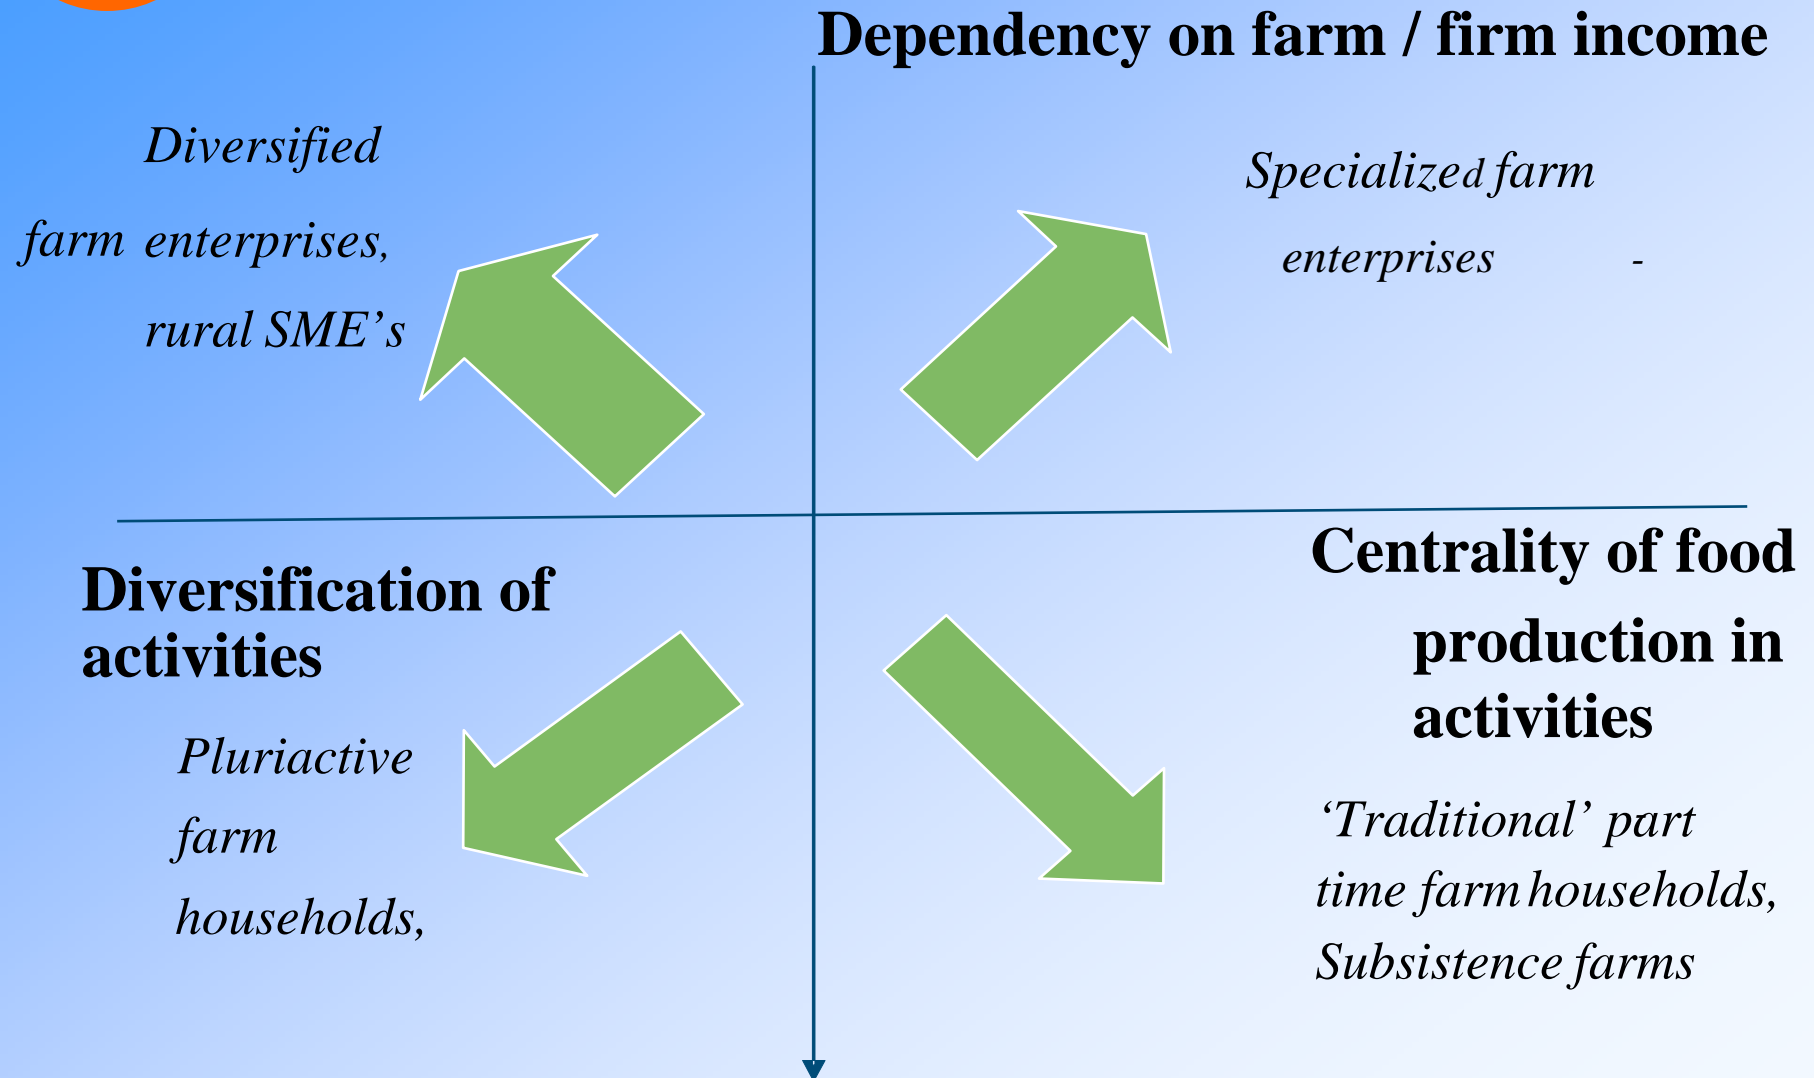 Dependency on farm / firm income
Diversified
farm enterprises,
rural SME’s
Specialized farm
enterprises -
Diversification of
activities
Centrality of food
production in
activities
Pluriactive
farm
households,
‘Traditional’ part-
time farm households,
Subsistence farms